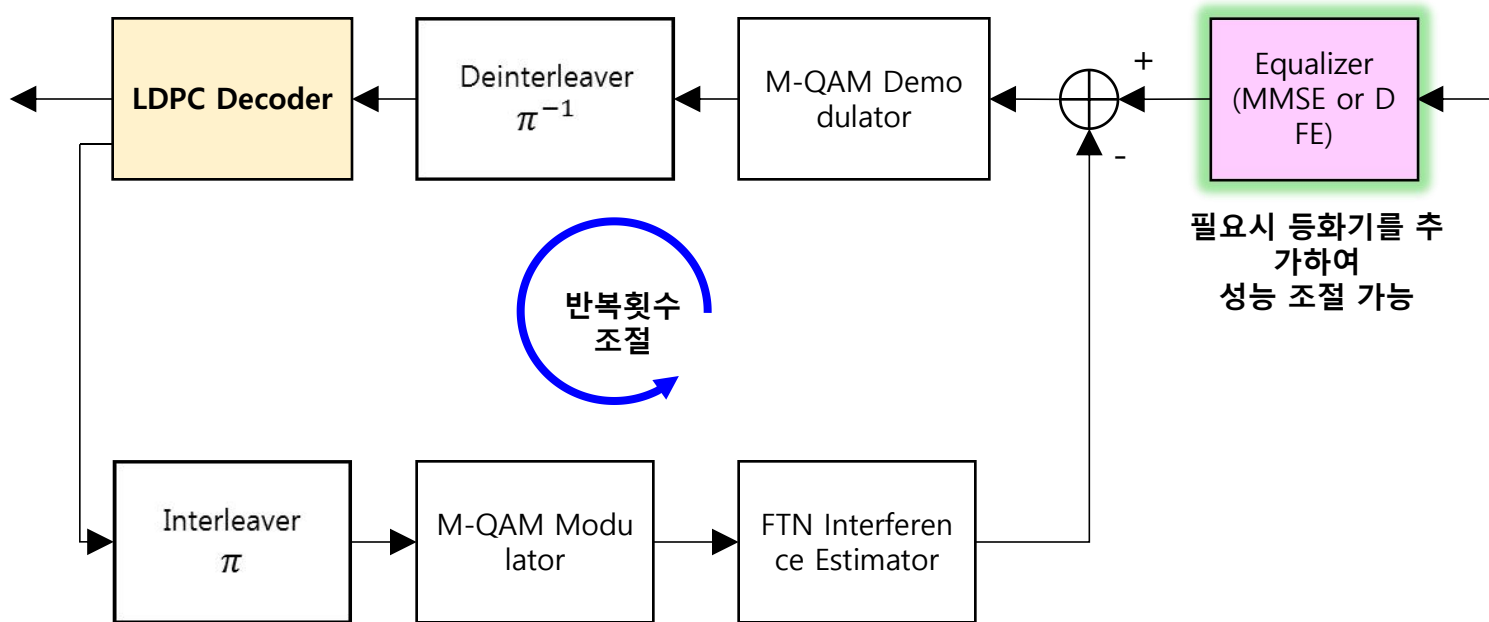 LDPC Decoder
Deinterleaver
π⁻¹
M-QAM Demo
dulator
+
-
Equalizer
(MMSE or D
FE)
필요시 등화기를 추
가하여
성능 조절 가능
반복횟수
조절
Interleaver
π
M-QAM Modu
lator
FTN Interferen
ce Estimator